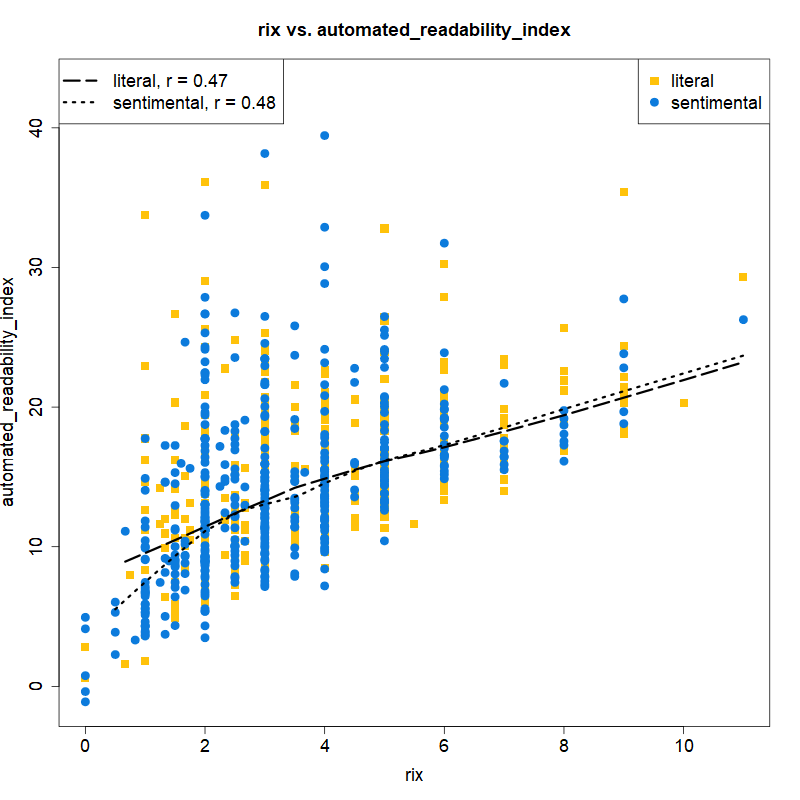 rix vs. automated_readability_index
literal, r = 0.47
sentimental, r = 0.48
literal
sentimental
automated_readability_index
40
30
20
10
0
0 2 4 6 8 10
rix